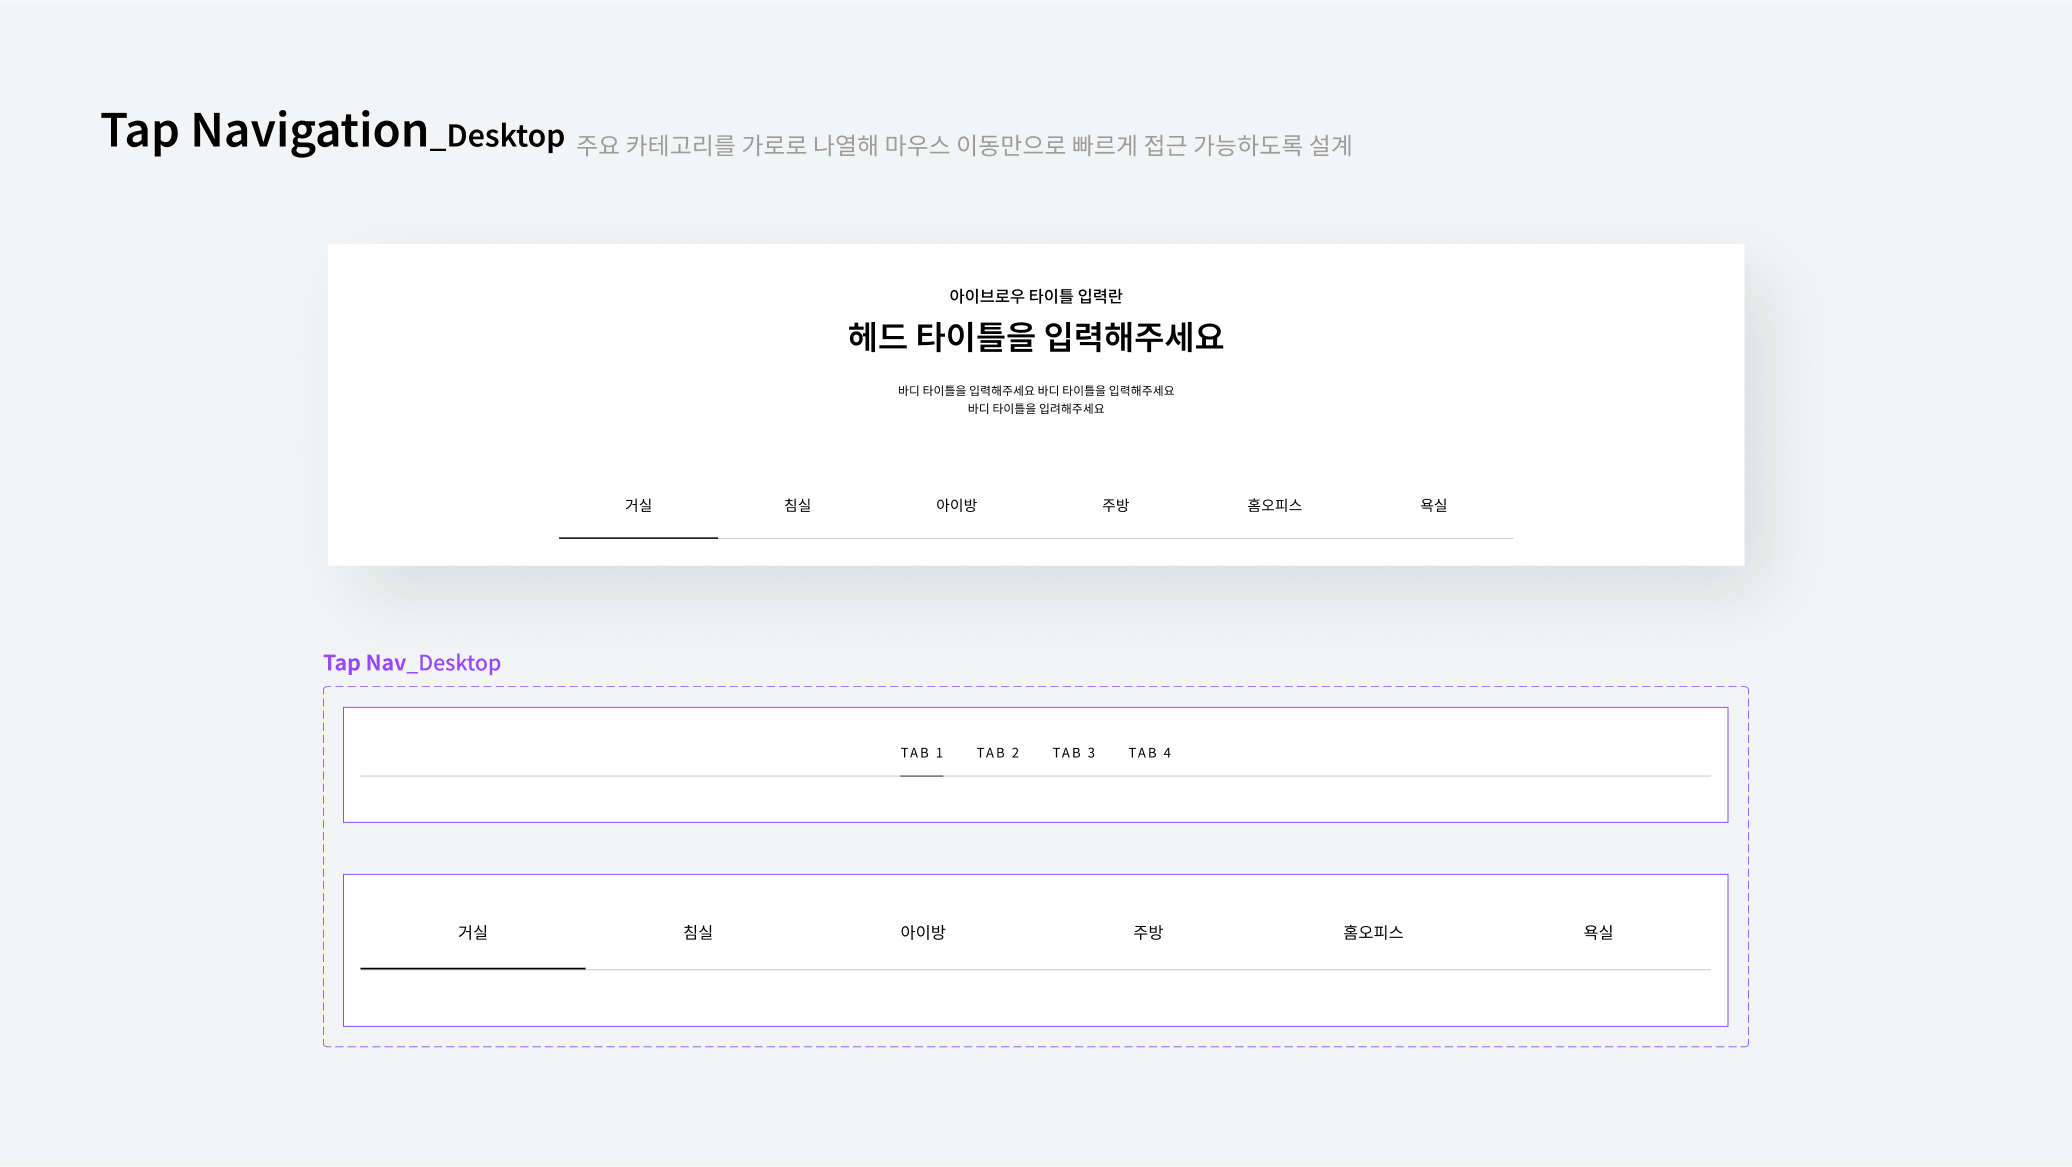 Tap Navigation_Desktop 주요 카테고리를 가로로 나열해 마우스 이동만으로 빠르게 접근 가능하도록 설계
아이브로우 타이틀 입력란
헤드 타이틀을 입력해주세요
바디 타이틀을 입력해주세요 바디 타이틀을 입력해주세요
바디 타이틀을 입려해주세요
거실 침실 아이방 주방 홈오피스 욕실
Tap Nav_Desktop
TAB 1 TAB 2 TAB 3 TAB 4
거실 침실 아이방 주방 홈오피스 욕실